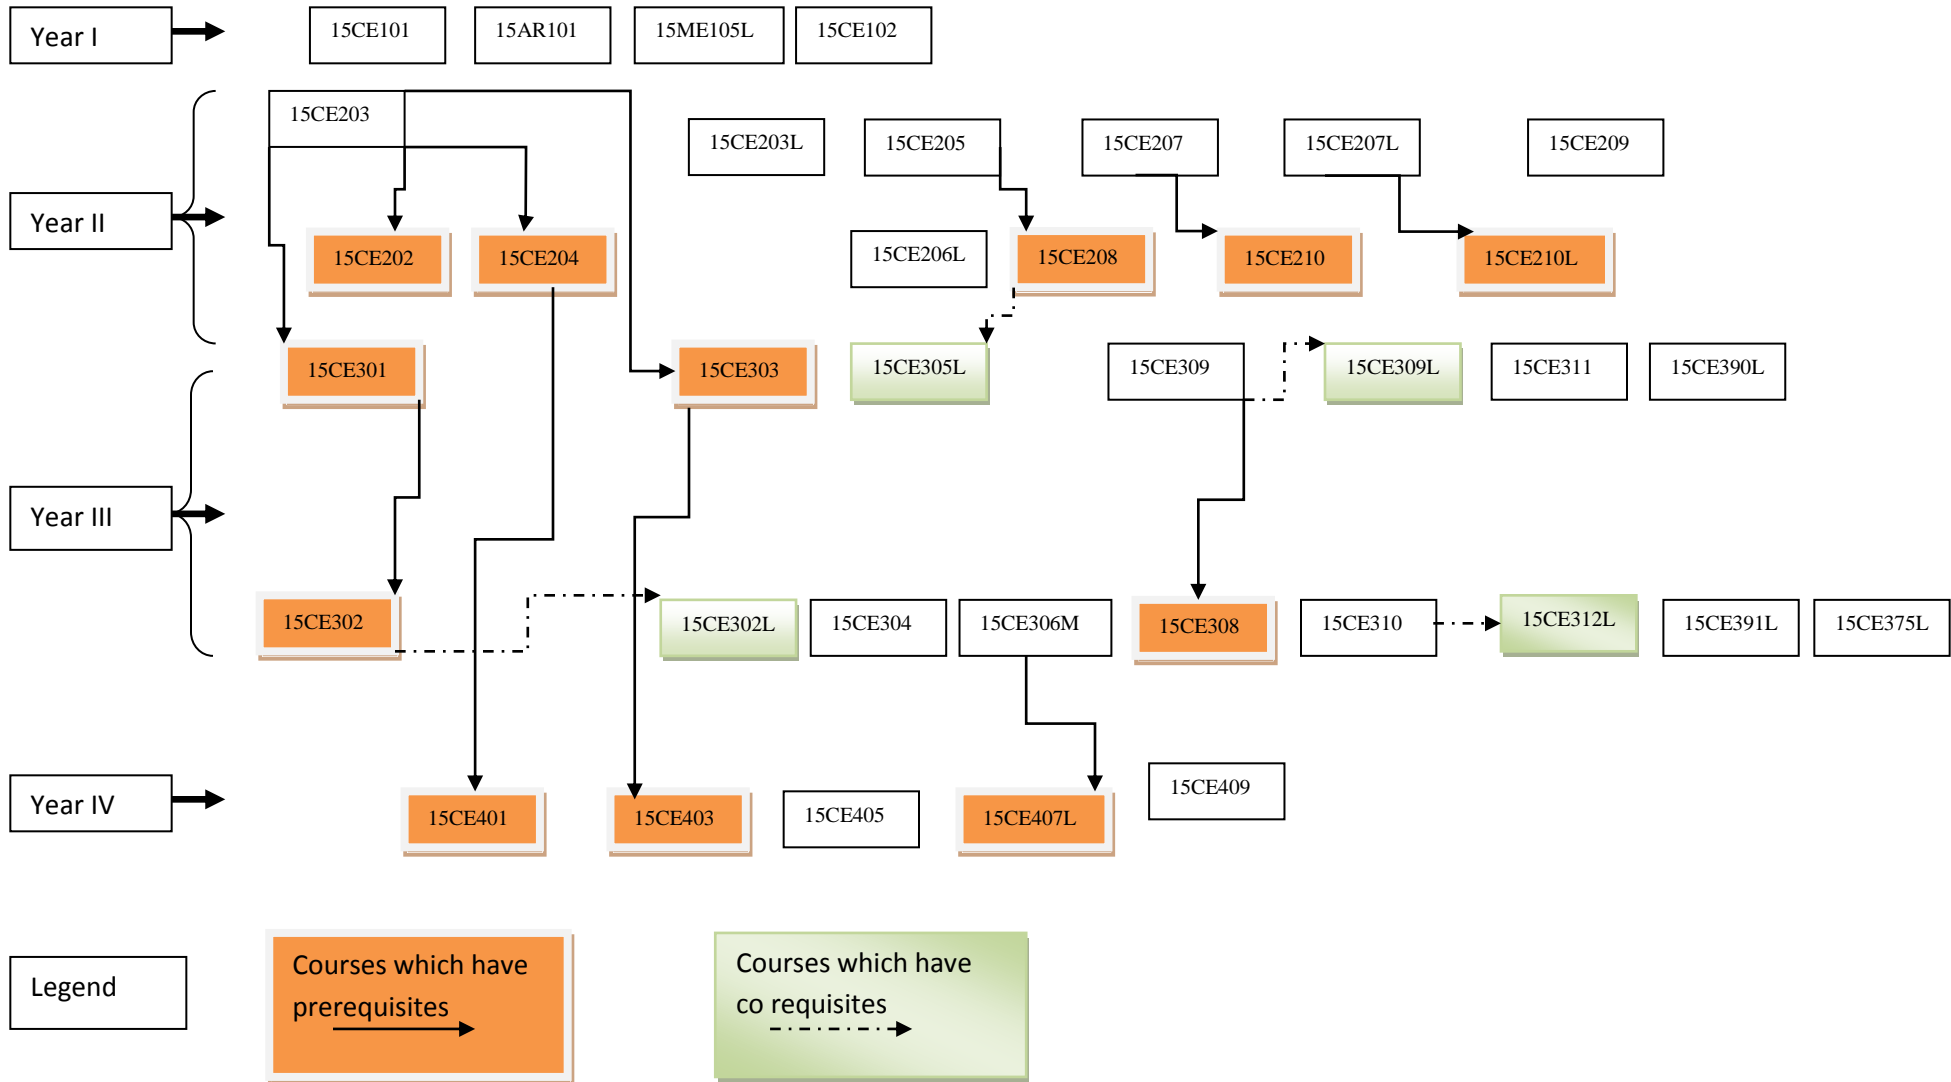 Year I
15CE101
15AR101
15ME105L
15CE102
15CE203
15CE203L
15CE205
15CE207
15CE207L
15CE209
Year II
15CE202
15CE204
15CE206L
15CE208
15CE210
15CE210L
15CE301
15CE303
15CE305L
15CE309
15CE309L
15CE311
15CE390L
Year III
15CE302
15CE302L
15CE304
15CE306M
15CE308
15CE310
15CE312L
15CE391L
15CE375L
Year IV
15CE401
15CE403
15CE405
15CE407L
15CE409
Legend
Courses which have
prerequisites
Courses which have
co requisites